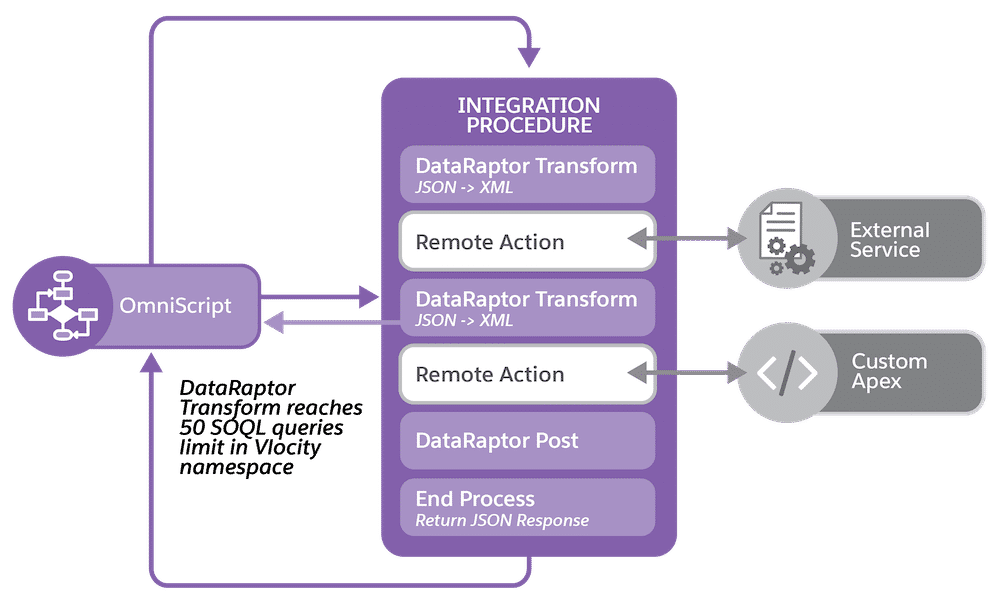 INTEGRATION
PROCEDURE
DataRaptor Transform
JSON -> XML
Remote Action
DataRaptor Transform
JSON -> XML
Remote Action
DataRaptor Post
End Process
Return JSON Response
External
Service
Custom
Apex
</>
OmniScript
DataRaptor
Transform reaches
50 SOQL queries
limit in Vlocity
namespace